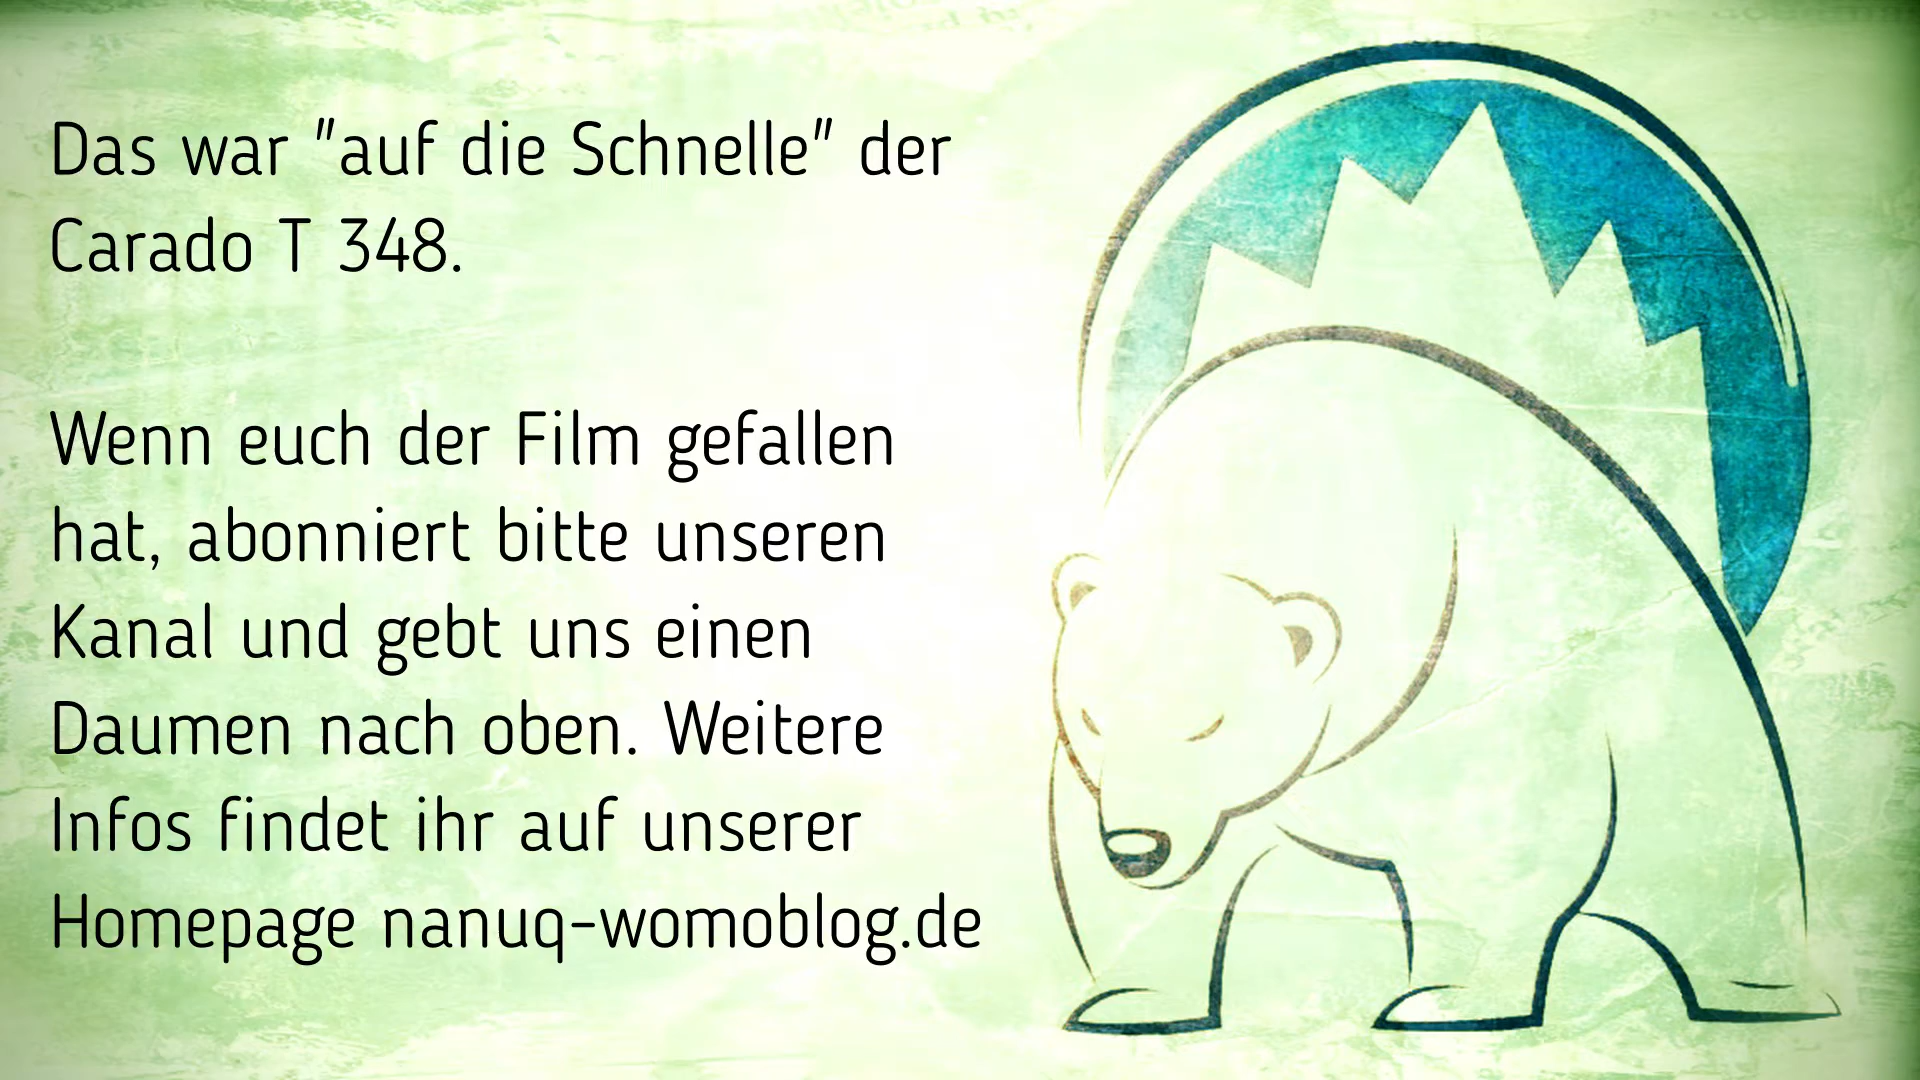 Das war "auf die Schnelle" der
Carado T 348.
Wenn euch der Film gefallen
hat, abonniert bitte unseren
Kanal und gebt uns einen
Daumen nach oben. Weitere
Infos findet ihr auf unserer
Homepage nanuq-womoblog.de